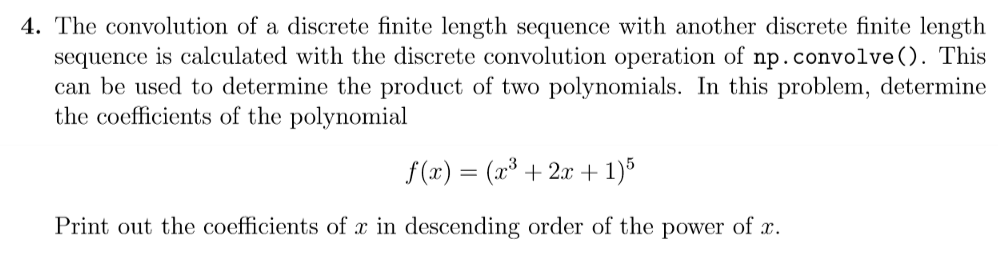 4. The convolution of a discrete finite length sequence with another discrete finite length
sequence is calculated with the discrete convolution operation of np.convolve(). This
can be used to determine the product of two polynomials. In this problem, determine
the coefficients of the polynomial
f(x) = (x³ + 2x + 1)⁵
Print out the coefficients of x in descending order of the power of x.